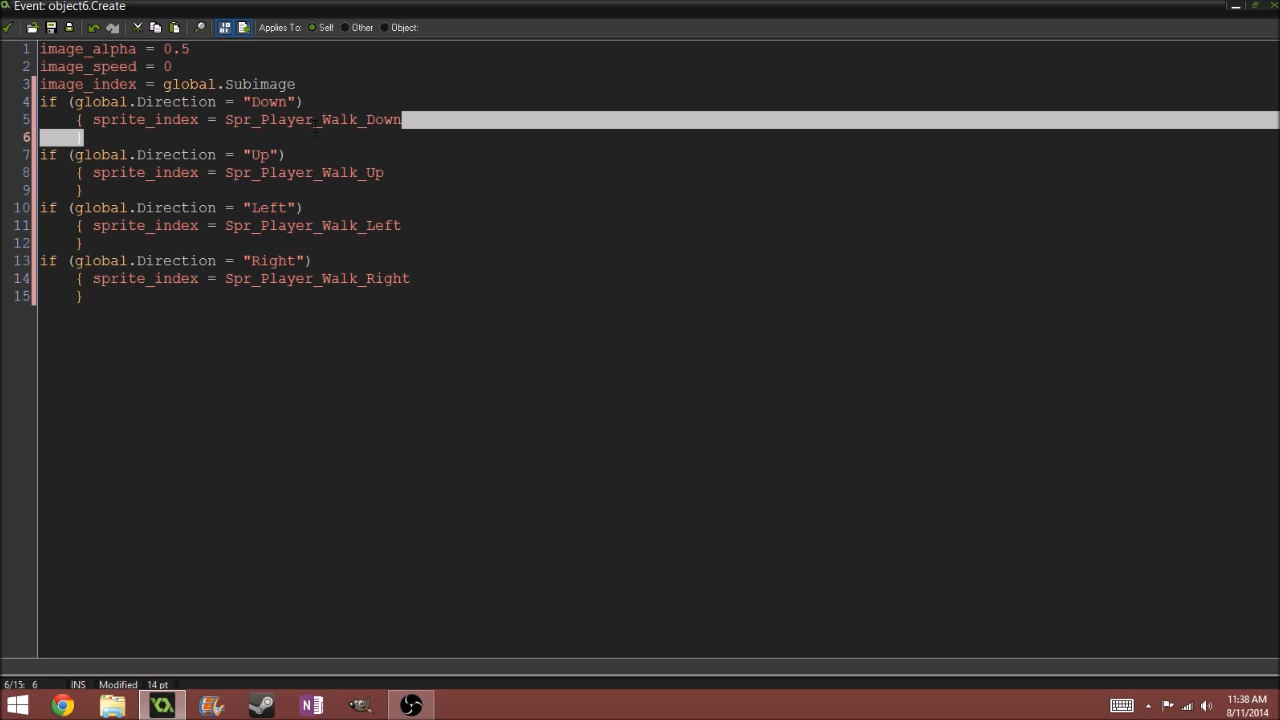 Event: object6.Create
Applies To: Self Other Object:
1 image_alpha = 0.5
2 image_speed = 0
3 image_index = global.Subimage
4 if (global.Direction = "Down")
5 { sprite_index = Spr_Player_Walk_Down
6 }
7 if (global.Direction = "Up")
8 { sprite_index = Spr_Player_Walk_Up
9 }
10 if (global.Direction = "Left")
11 { sprite_index = Spr_Player_Walk_Left
12 }
13 if (global.Direction = "Right")
14 { sprite_index = Spr_Player_Walk_Right
15 }
6/15: 6 INS Modified 14 pt
11:38 AM
8/11/2014